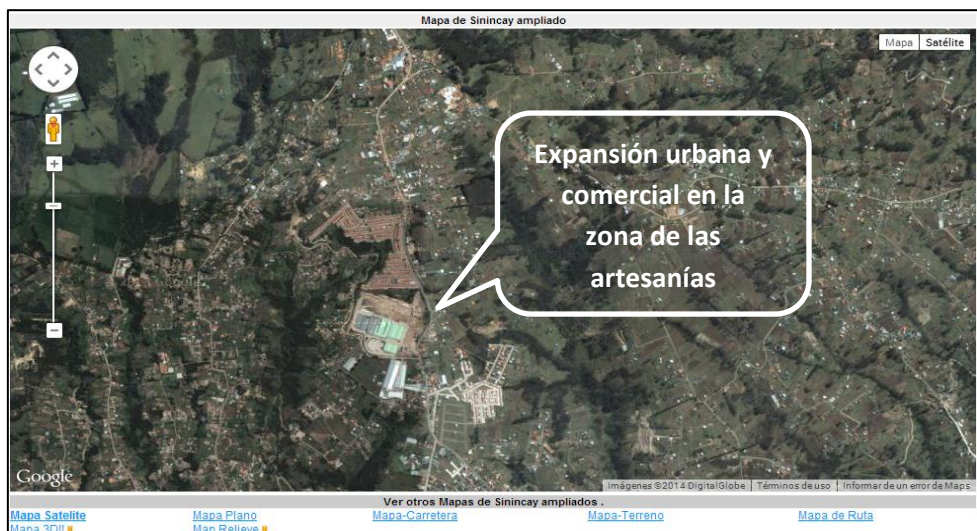 Mapa de Sinincay ampliado
Mapa Satélite
Expansión urbana y
comercial en la
zona de las
artesanías
Google
Imágenes ©2014 DigitalGlobe Términos de uso Informar de un error de Maps
Ver otros Mapas de Sinincay ampliados .
Mapa Satelite Mapa Plano Mapa-Carretera Mapa-Terreno Mapa de Ruta
Mapa 3D!! Map Relieve